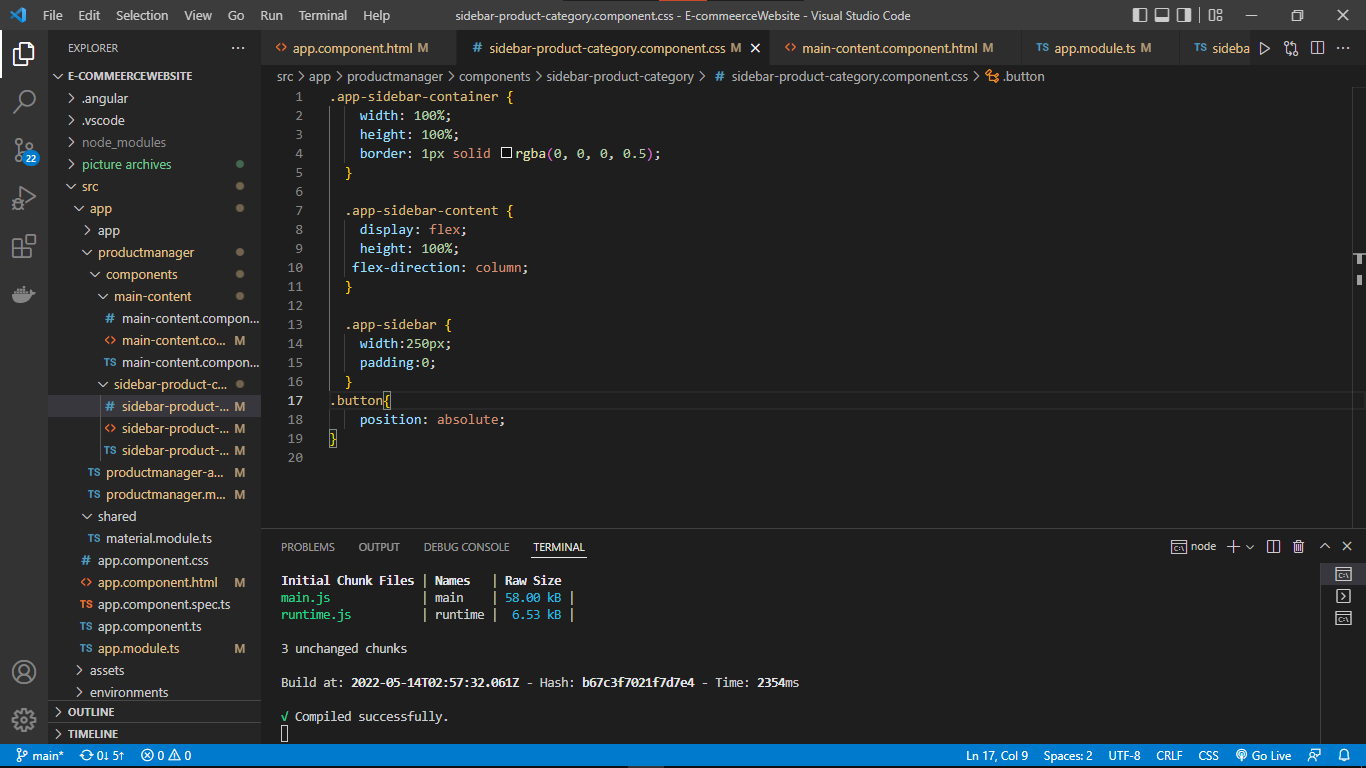 File Edit Selection View Go Run Terminal Help sidebar-product-category.component.css - E-commeerceWebsite - Visual Studio Code
EXPLORER ···
app.component.html M
# sidebar-product-category.component.css M
main-content.component.html M
TS app.module.ts M
TS sideba
E-COMMEERCEWEBSITE
src > app > productmanager > components > sidebar-product-category > # sidebar-product-category.component.css > .button
.angular
.vscode
node_modules
22
picture archives
src
app
app
productmanager
components
main-content
# main-content.compon...
<> main-content.co... M
TS main-content.compon...
sidebar-product-c...
# sidebar-product-... M
<> sidebar-product-... M
TS sidebar-product-... M
TS productmanager-a... M
TS productmanager.m... M
shared
TS material.module.ts
# app.component.css
<> app.component.html M
TS app.component.spec.ts
TS app.component.ts
TS app.module.ts M
assets
environments
OUTLINE
TIMELINE
1 .app-sidebar-container {
2 width: 100%;
3 height: 100%;
4 border: 1px solid rgba(0, 0, 0, 0.5);
5 }
6
7 .app-sidebar-content {
8 display: flex;
9 height: 100%;
10 flex-direction: column;
11 }
12
13 .app-sidebar {
14 width:250px;
15 padding:0;
16 }
17 .button{
18 position: absolute;
19 }
20
PROBLEMS OUTPUT DEBUG CONSOLE TERMINAL
node
Initial Chunk Files | Names | Raw Size
main.js | main | 58.00 kB |
runtime.js | runtime | 6.53 kB |
3 unchanged chunks
Build at: 2022-05-14T02:57:32.061Z - Hash: b67c3f7021f7d7e4 - Time: 2354ms
√ Compiled successfully.
main* 0↓ 5↑ 0 0 Ln 17, Col 9 Spaces: 2 UTF-8 CRLF CSS Go Live